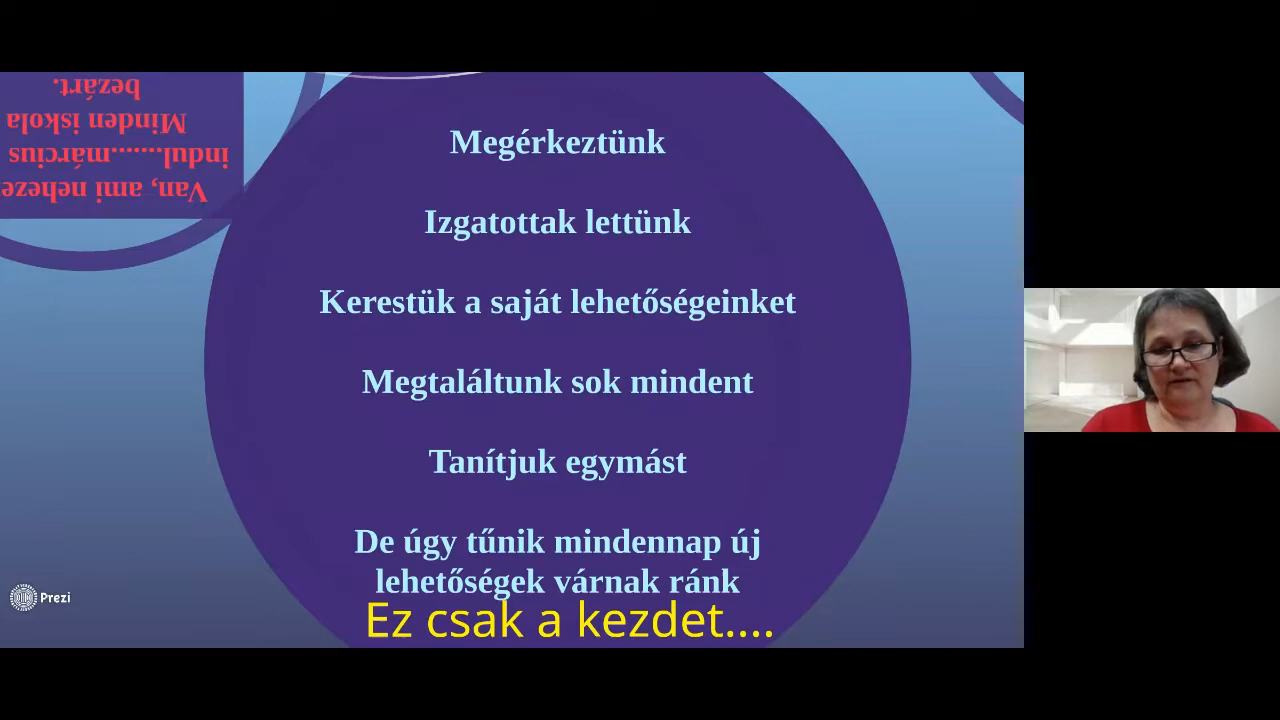 Van, ami neheze
indul.......március
Minden iskola
bezárt.
Megérkeztünk
Izgatottak lettünk
Kerestük a saját lehetőségeinket
Megtaláltunk sok mindent
Tanítjuk egymást
De úgy tűnik mindennap új
lehetőségek várnak ránk
Ez csak a kezdet....
Prezi